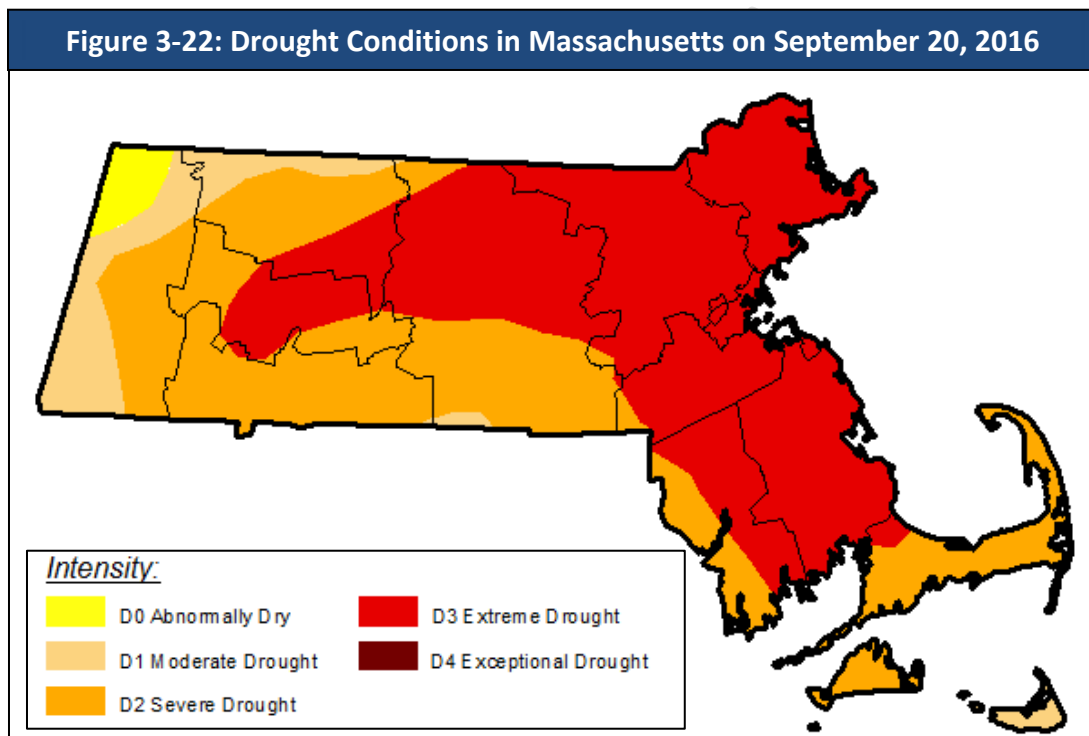 Figure 3-22: Drought Conditions in Massachusetts on September 20, 2016
Intensity:
D0 Abnormally Dry
D1 Moderate Drought
D2 Severe Drought
D3 Extreme Drought
D4 Exceptional Drought